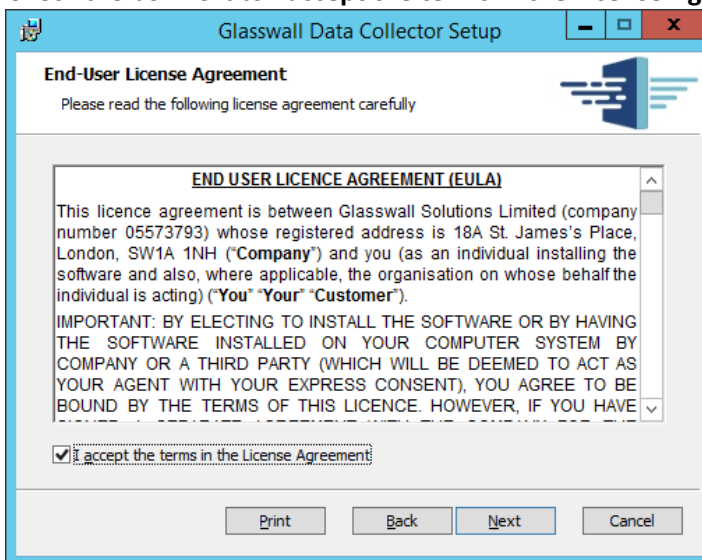 Glasswall Data Collector Setup
End-User License Agreement
Please read the following license agreement carefully
END USER LICENCE AGREEMENT (EULA)
This licence agreement is between Glasswall Solutions Limited (company
number 05573793) whose registered address is 18A St. James's Place,
London, SW1A 1NH (“Company”) and you (as an individual installing the
software and also, where applicable, the organisation on whose behalf the
individual is acting) (“You” “Your” “Customer”).
IMPORTANT: BY ELECTING TO INSTALL THE SOFTWARE OR BY HAVING
THE SOFTWARE INSTALLED ON YOUR COMPUTER SYSTEM BY
COMPANY OR A THIRD PARTY (WHICH WILL BE DEEMED TO ACT AS
YOUR AGENT WITH YOUR EXPRESS CONSENT), YOU AGREE TO BE
BOUND BY THE TERMS OF THIS LICENCE. HOWEVER, IF YOU HAVE
I accept the terms in the License Agreement
Print Back Next Cancel